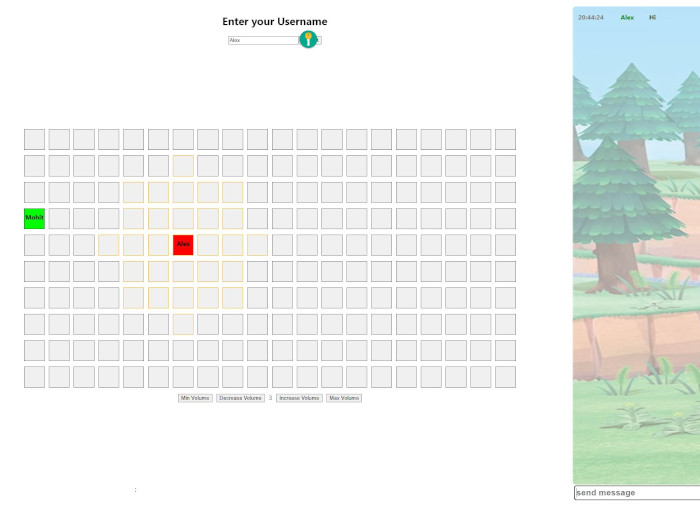 Enter your Username
Alex
20:44:24 Alex Hi
Mohit
Alex
Min Volume Decrease Volume 3 Increase Volume Max Volume
:
send message